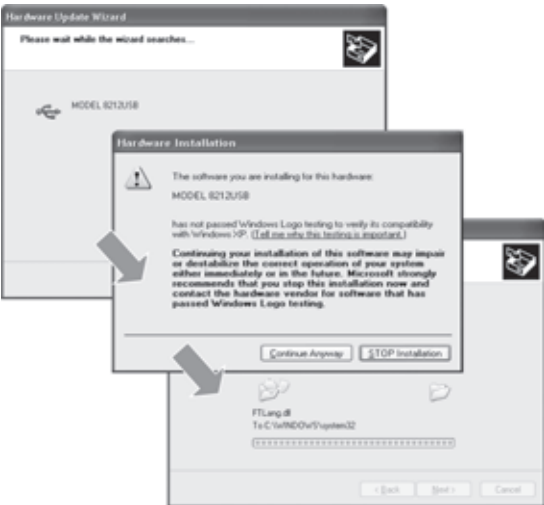 Hardware Update Wizard
Please wait while the wizard searches...
MODEL 8212USB
Hardware Installation
The software you are installing for this hardware:
MODEL 8212USB
has not passed Windows Logo testing to verify its compatibility
with Windows XP. (Tell me why this testing is important.)
Continuing your installation of this software may impair
or destabilize the correct operation of your system
either immediately or in the future. Microsoft strongly
recommends that you stop this installation now and
contact the hardware vendor for software that has
passed Windows Logo testing.
Continue Anyway STOP Installation
FTLang.dll
To C:\WINDOWS\system32
< Back Next > Cancel